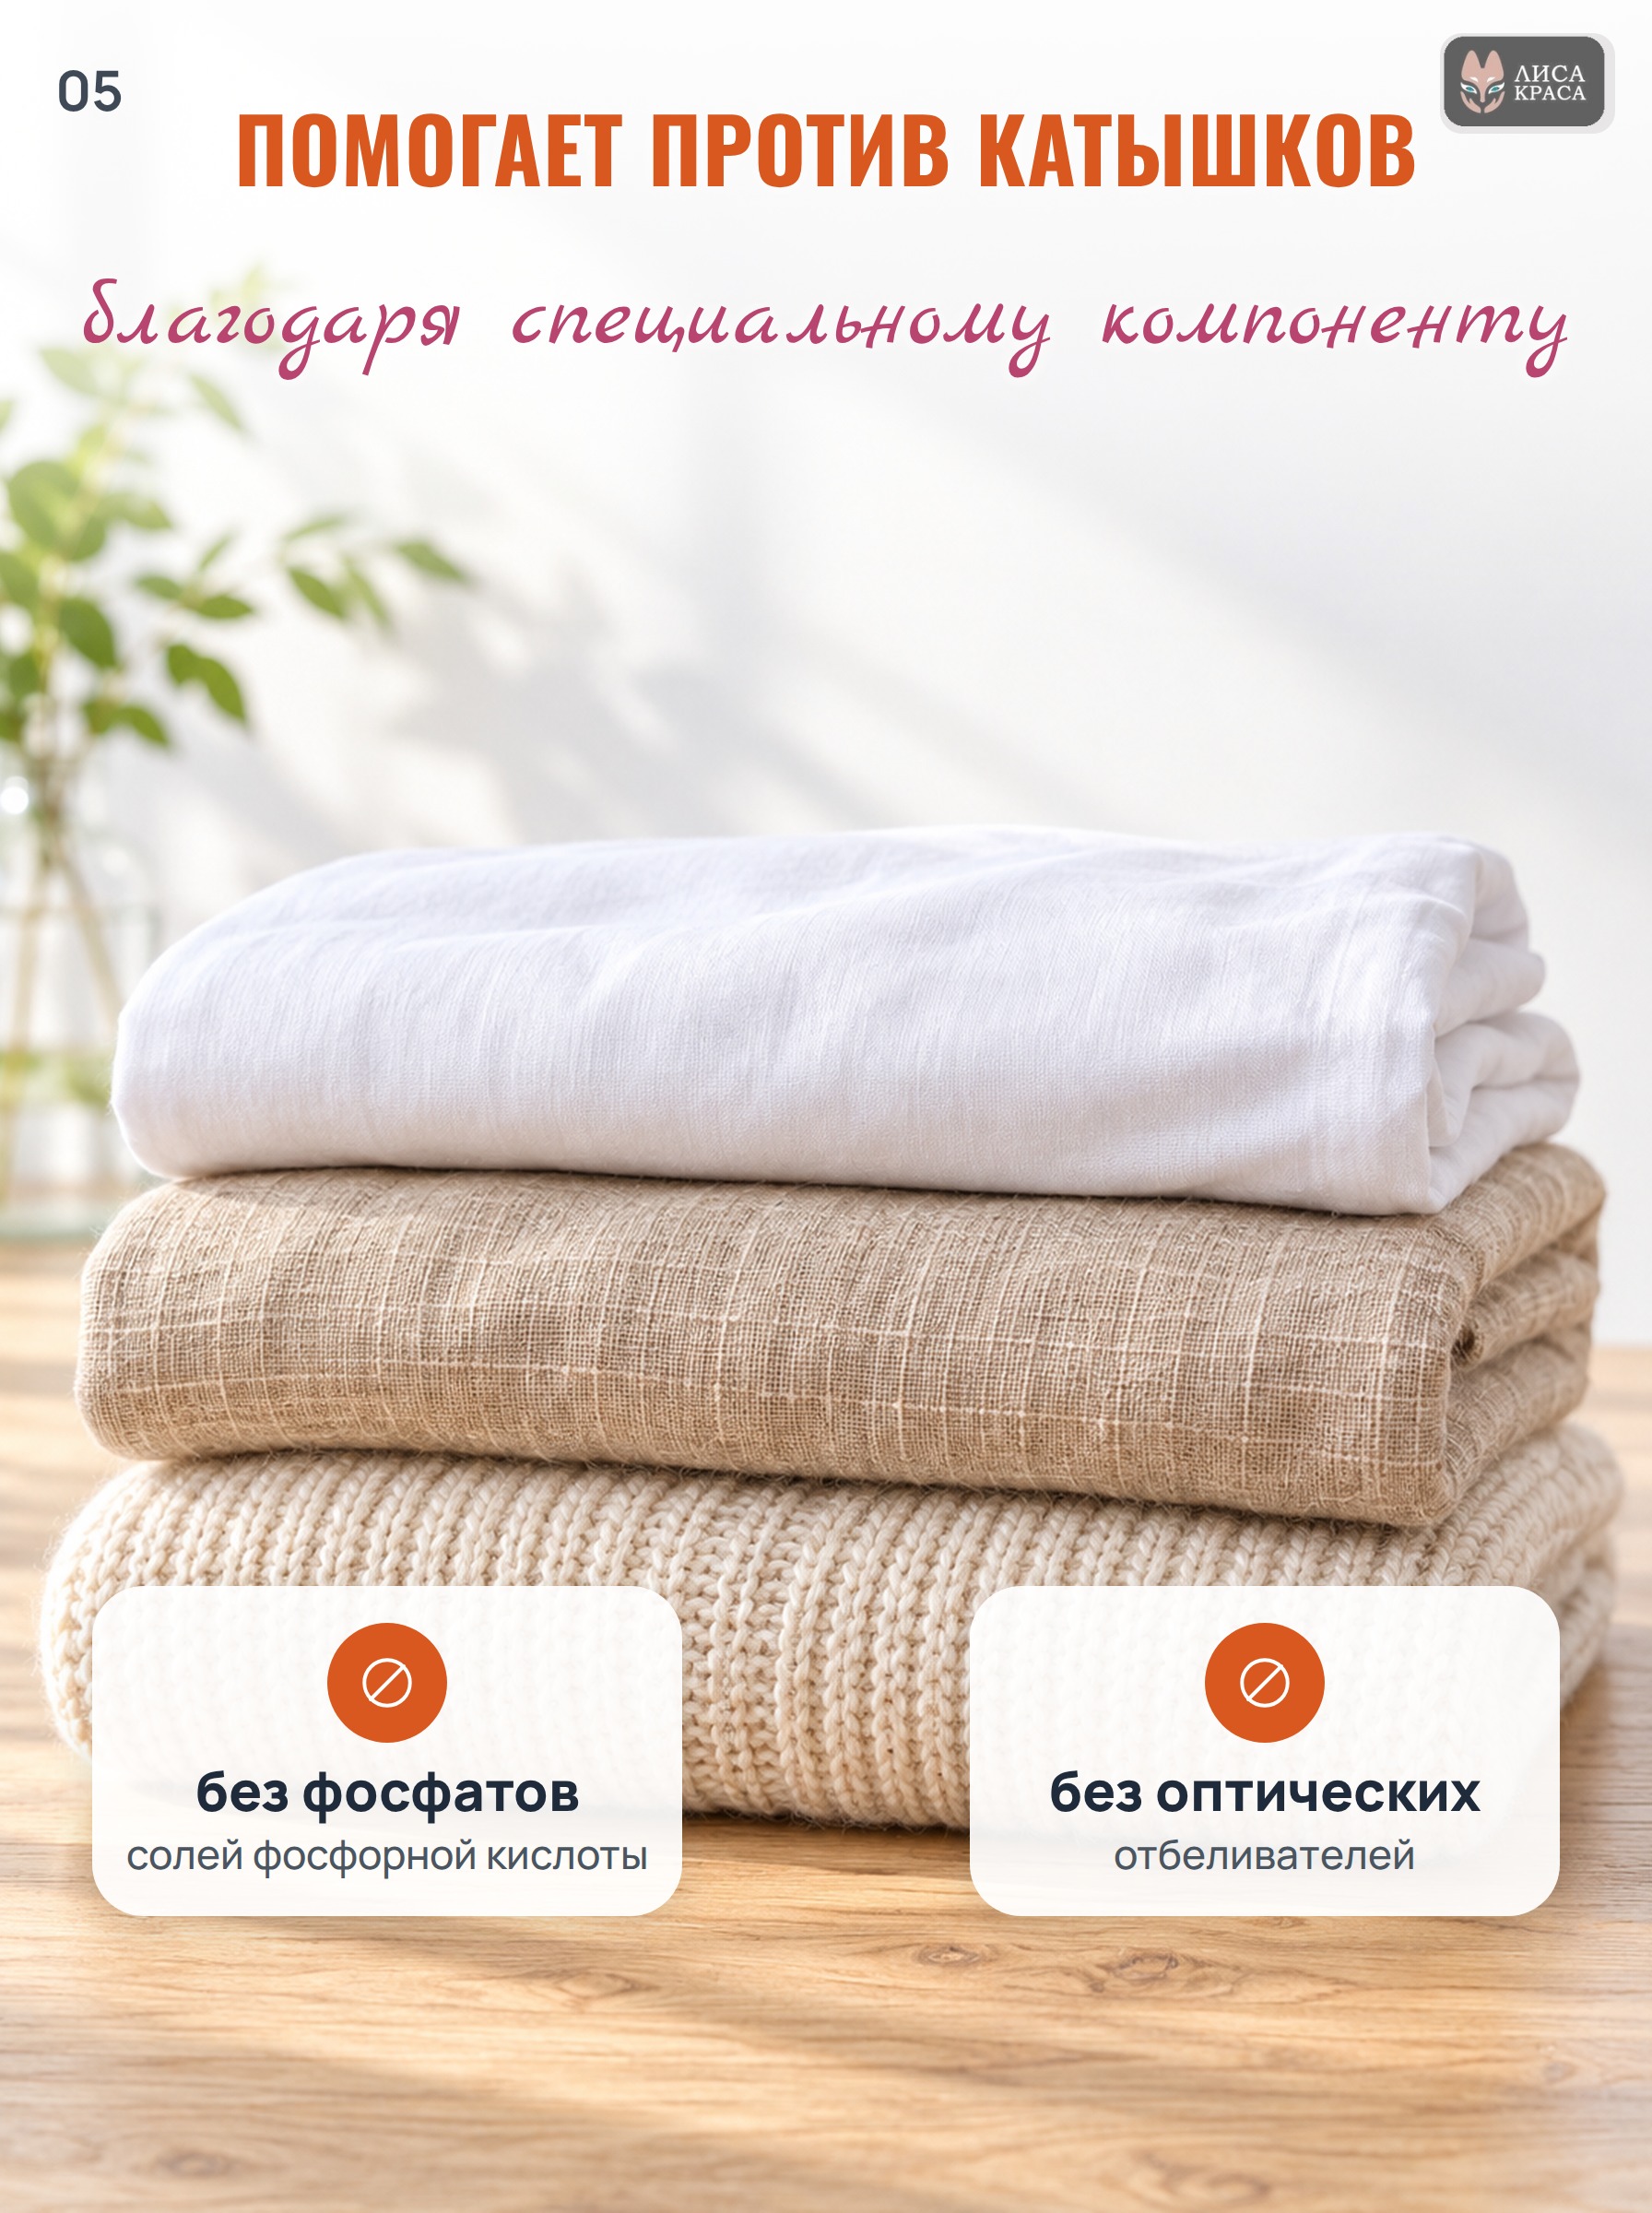 05
ЛИСА
КРАСА
ПОМОГАЕТ ПРОТИВ КАТЫШКОВ
благодаря специальному компоненту
без фосфатов
солей фосфорной кислоты
без оптических
отбеливателей